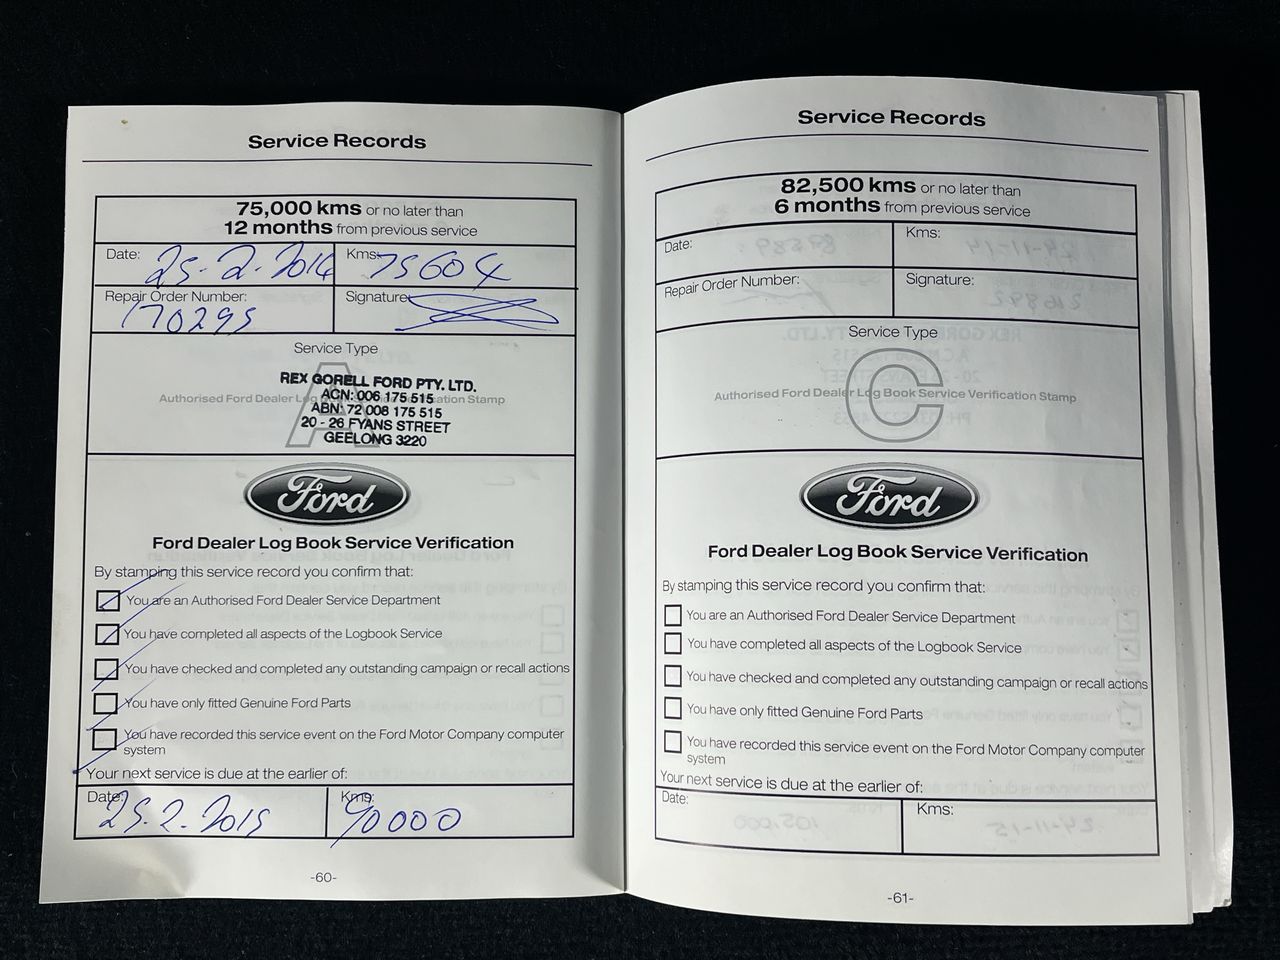 Service Records
75,000 kms or no later than
12 months from previous service
Date: 25.2.2014
Kms: 75604
Repair Order Number: 170295
Signature:
Service Type
A
Authorised Ford Dealer Log Book Service Verification Stamp
REX GORELL FORD PTY. LTD.
ACN: 006 175 515
ABN: 72 008 175 515
20 - 26 FYANS STREET
GEELONG 3220
Ford
Ford Dealer Log Book Service Verification
By stamping this service record you confirm that:
You are an Authorised Ford Dealer Service Department
You have completed all aspects of the Logbook Service
You have checked and completed any outstanding campaign or recall actions
You have only fitted Genuine Ford Parts
You have recorded this service event on the Ford Motor Company computer
system
Your next service is due at the earlier of:
Date: 25.2.2015
Kms: 90000
-60-
Service Records
82,500 kms or no later than
6 months from previous service
Date:
Kms:
Repair Order Number:
Signature:
Service Type
C
Authorised Ford Dealer Log Book Service Verification Stamp
Ford
Ford Dealer Log Book Service Verification
By stamping this service record you confirm that:
You are an Authorised Ford Dealer Service Department
You have completed all aspects of the Logbook Service
You have checked and completed any outstanding campaign or recall actions
You have only fitted Genuine Ford Parts
You have recorded this service event on the Ford Motor Company computer
system
Your next service is due at the earlier of:
Date:
Kms:
-61-